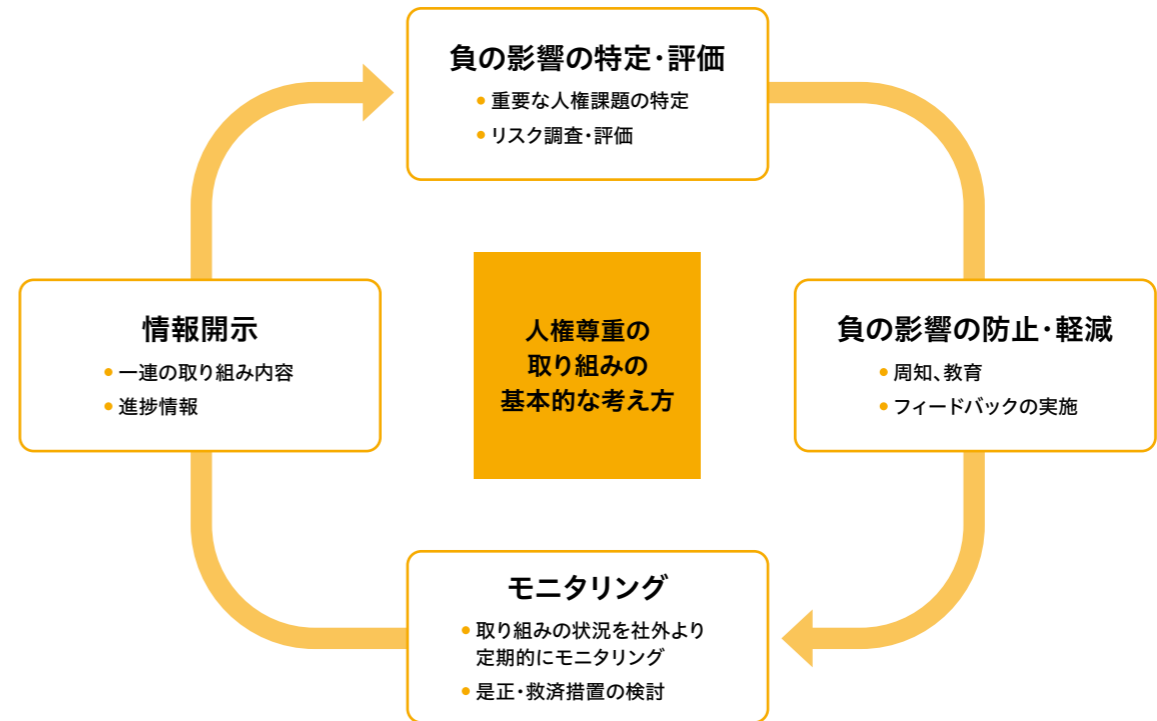 負の影響の特定・評価
• 重要な人権課題の特定
• リスク調査・評価
情報開示
• 一連の取り組み内容
• 進捗情報
人権尊重の
取り組みの
基本的な考え方
負の影響の防止・軽減
• 周知、教育
• フィードバックの実施
モニタリング
• 取り組みの状況を社外より
定期的にモニタリング
• 是正・救済措置の検討